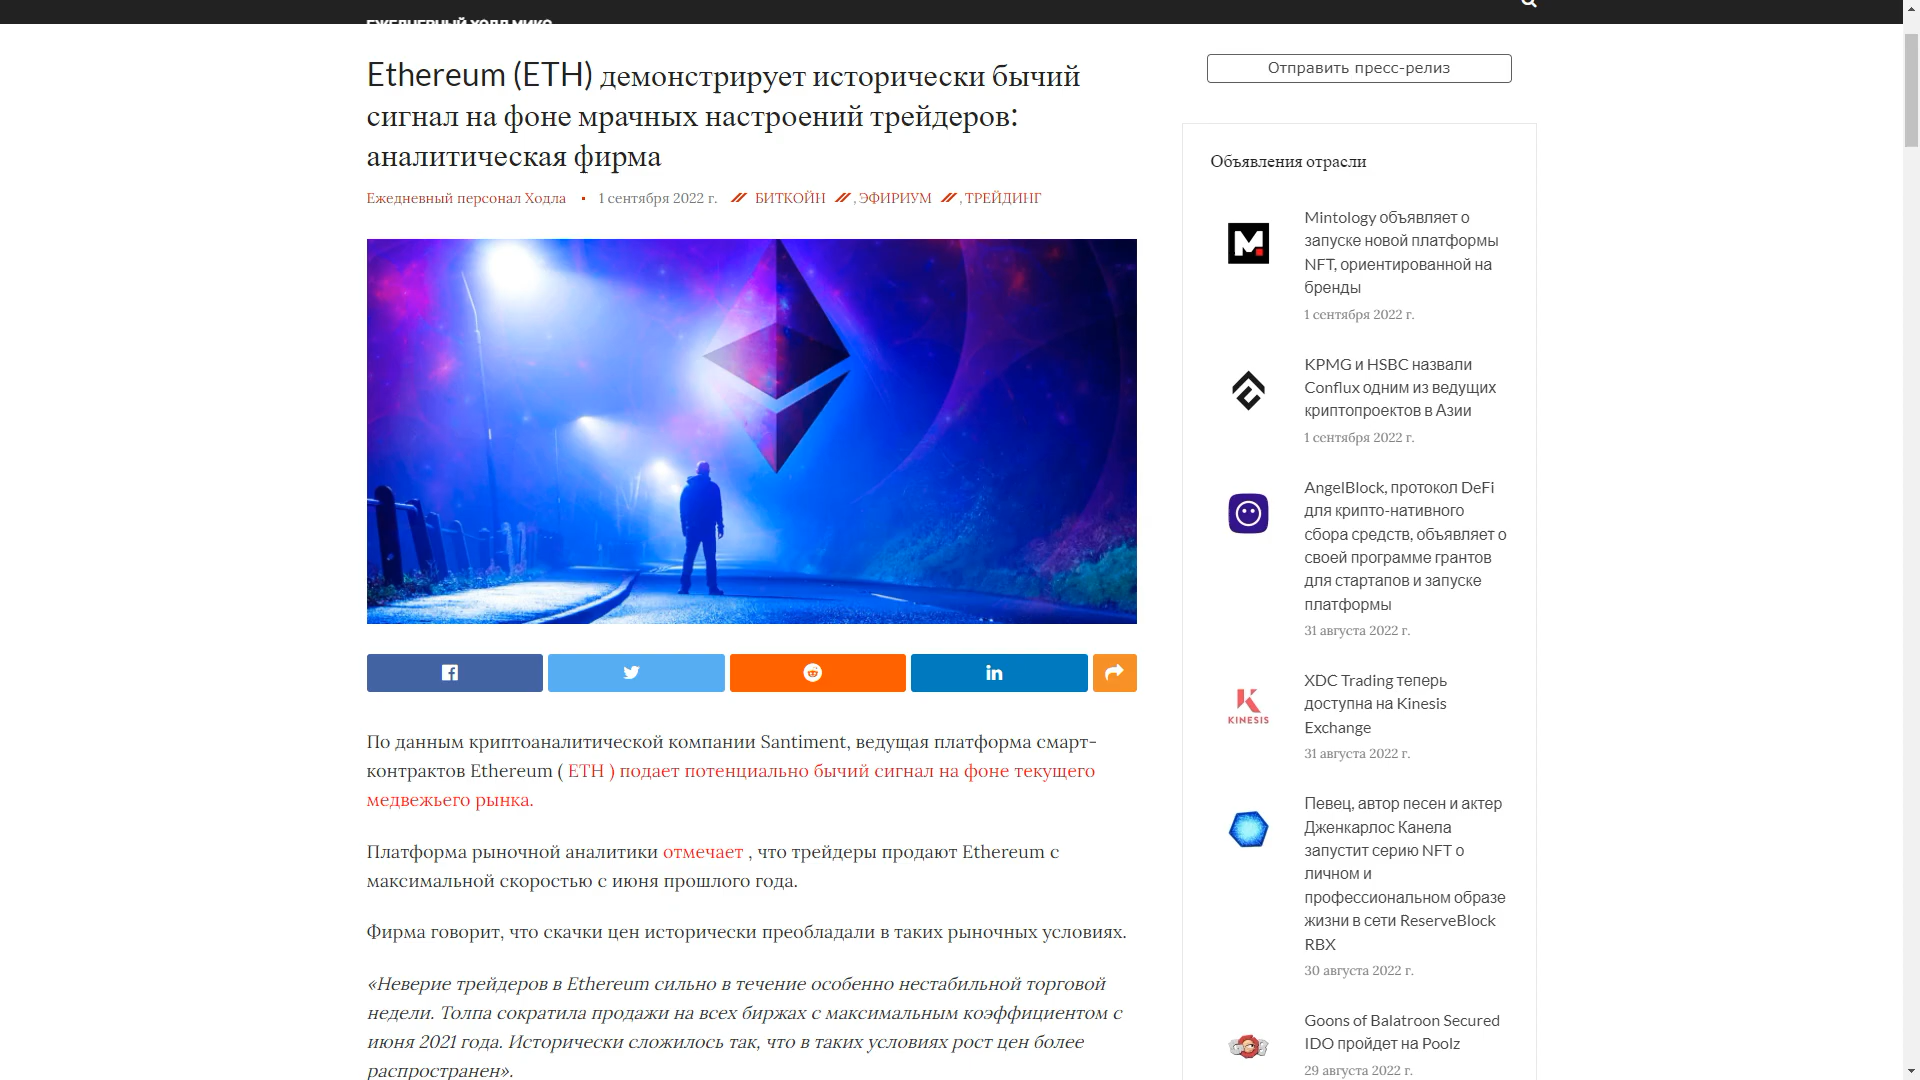 ЕЖЕДНЕВНЫЙ ХОДЛ МИКС
Ethereum (ETH) демонстрирует исторически бычий
сигнал на фоне мрачных настроений трейдеров:
аналитическая фирма
Ежедневный персонал Ходла • 1 сентября 2022 г. // БИТКОЙН // , ЭФИРИУМ // , ТРЕЙДИНГ
По данным криптоаналитической компании Santiment, ведущая платформа смарт-
контрактов Ethereum ( ETH ) подает потенциально бычий сигнал на фоне текущего
медвежьего рынка.
Платформа рыночной аналитики отмечает , что трейдеры продают Ethereum с
максимальной скоростью с июня прошлого года.
Фирма говорит, что скачки цен исторически преобладали в таких рыночных условиях.
«Неверие трейдеров в Ethereum сильно в течение особенно нестабильной торговой
недели. Толпа сократила продажи на всех биржах с максимальным коэффициентом с
июня 2021 года. Исторически сложилось так, что в таких условиях рост цен более
распространен».
Отправить пресс-релиз
Объявления отрасли
M
Mintology объявляет о
запуске новой платформы
NFT, ориентированной на
бренды
1 сентября 2022 г.
KPMG и HSBC назвали
Conflux одним из ведущих
криптопроектов в Азии
1 сентября 2022 г.
AngelBlock, протокол DeFi
для крипто-нативного
сбора средств, объявляет о
своей программе грантов
для стартапов и запуске
платформы
31 августа 2022 г.
KINESIS
XDC Trading теперь
доступна на Kinesis
Exchange
31 августа 2022 г.
Певец, автор песен и актер
Дженкарлос Канела
запустит серию NFT о
личном и
профессиональном образе
жизни в сети ReserveBlock
RBX
30 августа 2022 г.
Goons of Balatroon Secured
IDO пройдет на Poolz
29 августа 2022 г.